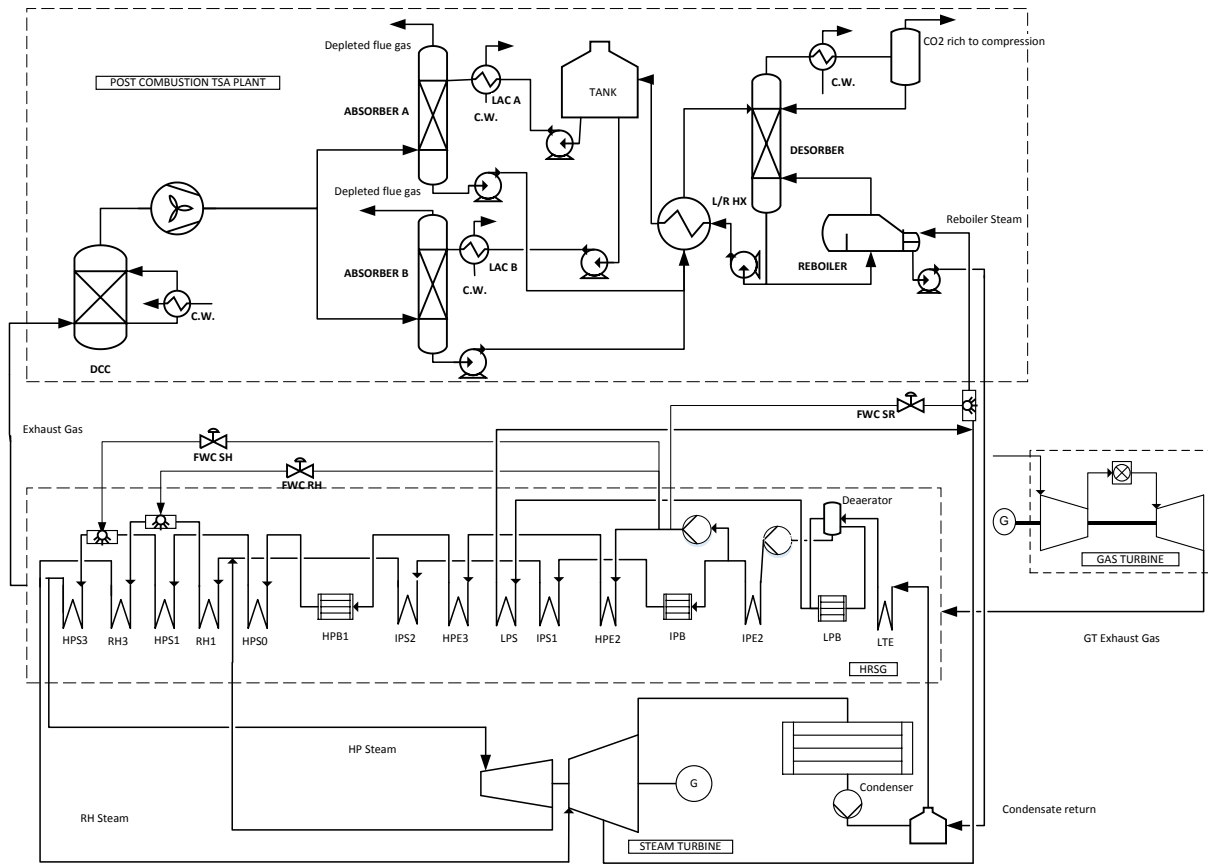 Depleted flue gas
CO2 rich to compression
POST COMBUSTION TSA PLANT
LAC A
C.W.
TANK
C.W.
ABSORBER A
DESORBER
Depleted flue gas
L/R HX
Reboiler Steam
ABSORBER B
LAC B
C.W.
REBOILER
C.W.
DCC
FWC SR
Exhaust Gas
FWC SH
FWC RH
Deaerator
G
GAS TURBINE
HPS3
RH3
HPS1
RH1
HPS0
HPB1
IPS2
HPE3
LPS
IPS1
HPE2
IPB
IPE2
LPB
LTE
GT Exhaust Gas
HRSG
HP Steam
G
Condenser
RH Steam
STEAM TURBINE
Condensate return